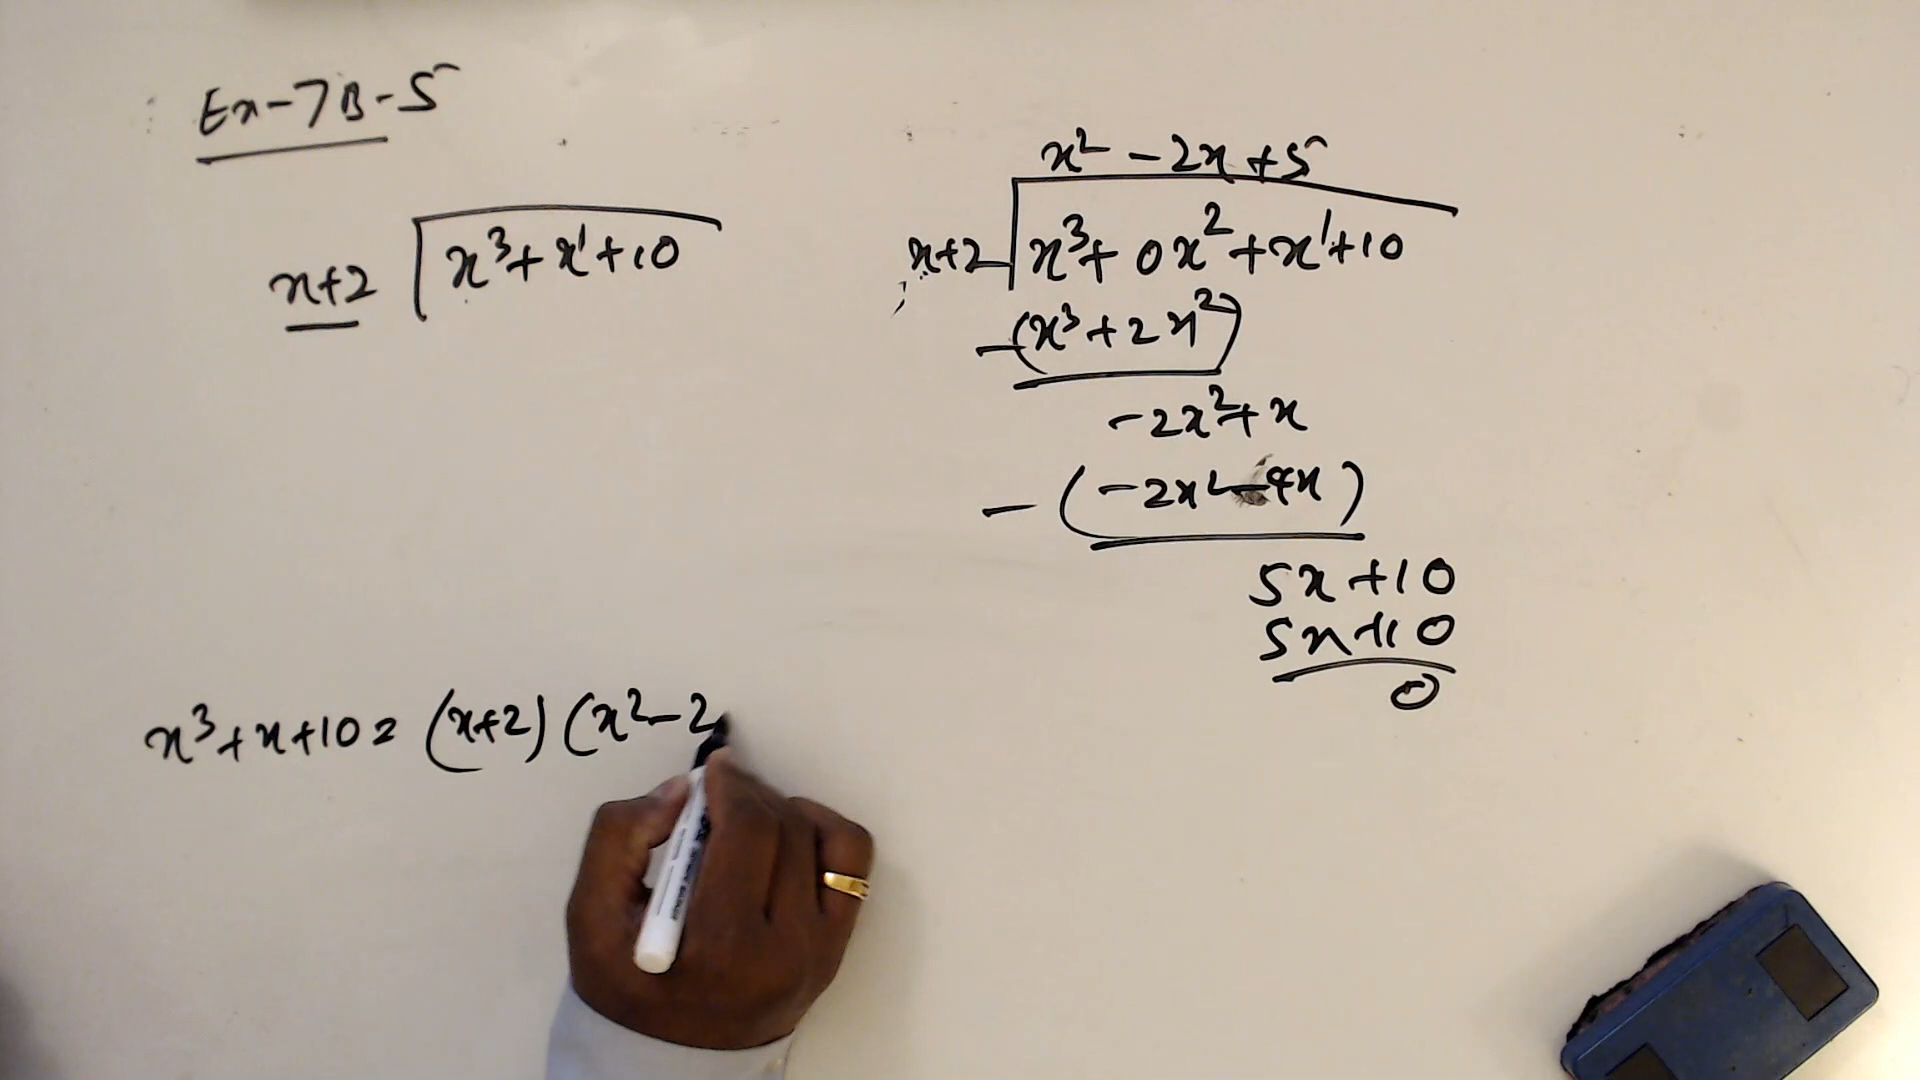 Ex-7B-5
x+2 x³+x¹+10
x²-2x+5
x+2 x³+0x²+x¹+10
-(x³+2x²)
-2x²+x
-(-2x²-4x)
5x+10
5x+10
0
x³+x+10=(x+2)(x²-2